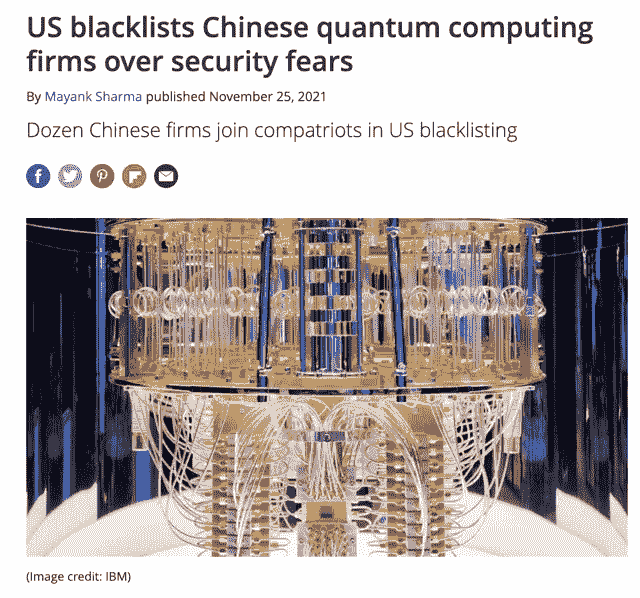 US blacklists Chinese quantum computing
firms over security fears
By Mayank Sharma published November 25, 2021
Dozen Chinese firms join compatriots in US blacklisting
(Image credit: IBM)